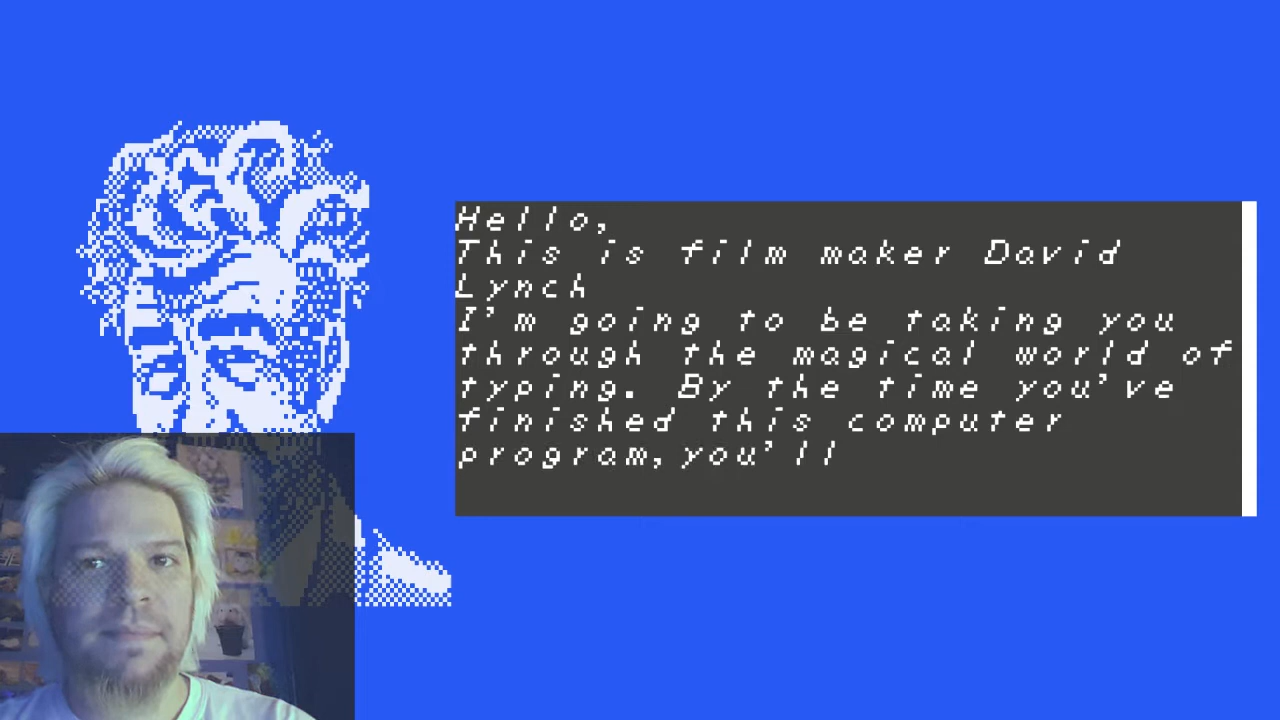 Hello,
This is film maker David
Lynch
I'm going to be taking you
through the magical world of
typing. By the time you've
finished this computer
program, you'll